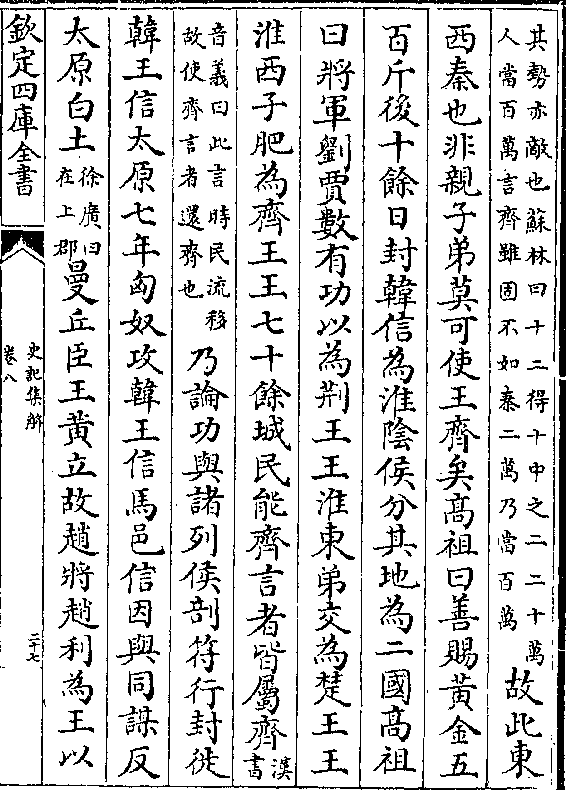 其勢亦敵也蘇林曰十二得十中之二二十萬
人當百萬言齊雖固不如秦二萬乃當百萬
故此東
西秦也非親子弟莫可使王齊矣髙祖曰善賜黄金五
百斤後十餘日封韓信為淮陰侯分其地為二國髙祖
曰將軍劉賈數有功以為荆王王淮東弟交為楚王王
淮西子肥為齊王王七十餘城民能齊言者皆屬齊
漢書
音義曰此言時民流移
故使齊言者還齊也
乃論功與諸列侯剖符行封徙
韓王信太原七年匈奴攻韓王信馬邑信因與同謀反
太原白土
徐廣曰
在上郡
曼丘臣王黄立故趙將趙利為王以
欽定四庫全書
史記集解
卷八
二十七